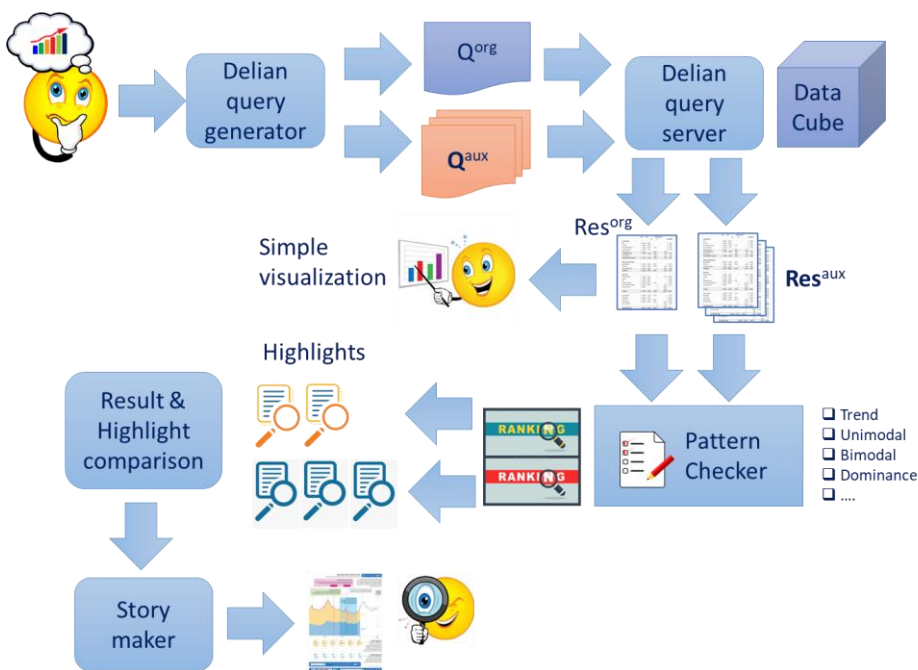 Delian
query
generator
Q^org
Q^aux
Delian
query
server
Data
Cube
Simple
visualization
Res^org
Res^aux
Highlights
Result &
Highlight
comparison
RANKING
RANKING
Pattern
Checker
❑ Trend
❑ Unimodal
❑ Bimodal
❑ Dominance
❑ ....
Story
maker